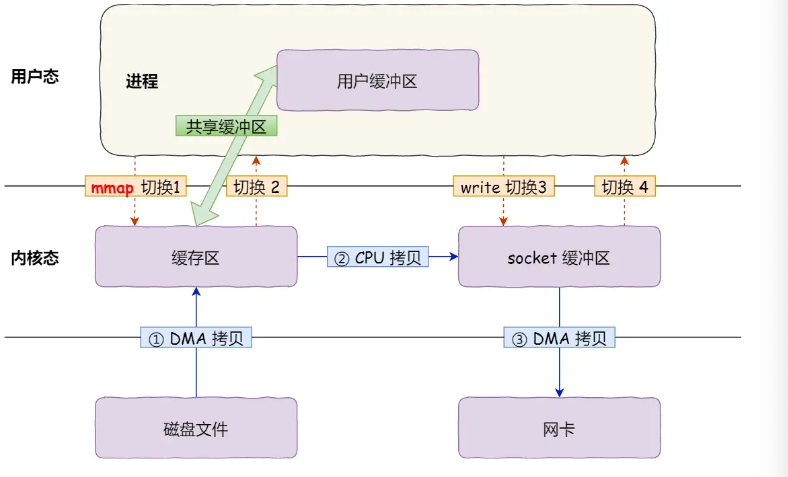 用户态
进程
用户缓冲区
共享缓冲区
mmap 切换1
切换 2
write 切换3
切换 4
内核态
缓存区
② CPU 拷贝
socket 缓冲区
① DMA 拷贝
③ DMA 拷贝
磁盘文件
网卡